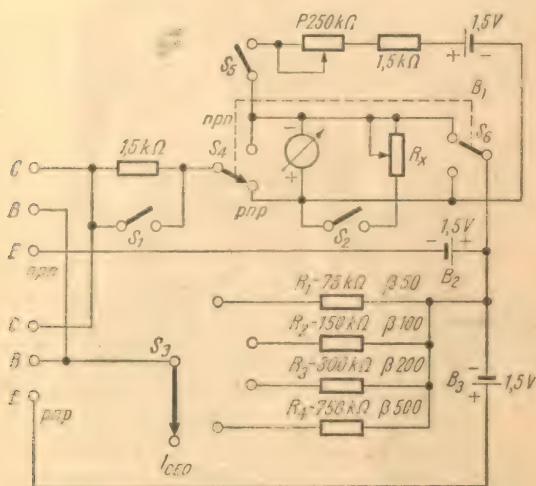 P250kΩ
1,5V
+ -
S5
1,5kΩ
B1
npn
-
S6
1,5kΩ
S4
+
Rx
C
pnp
B
S1
S2
1,5V
E
- +
npn
B2
C
R1-75kΩ β50
B
S3
R2-150kΩ β100
E
R3-300kΩ β200
-
B3
1,5V
+
pnp
R4-750kΩ β500
ICEO